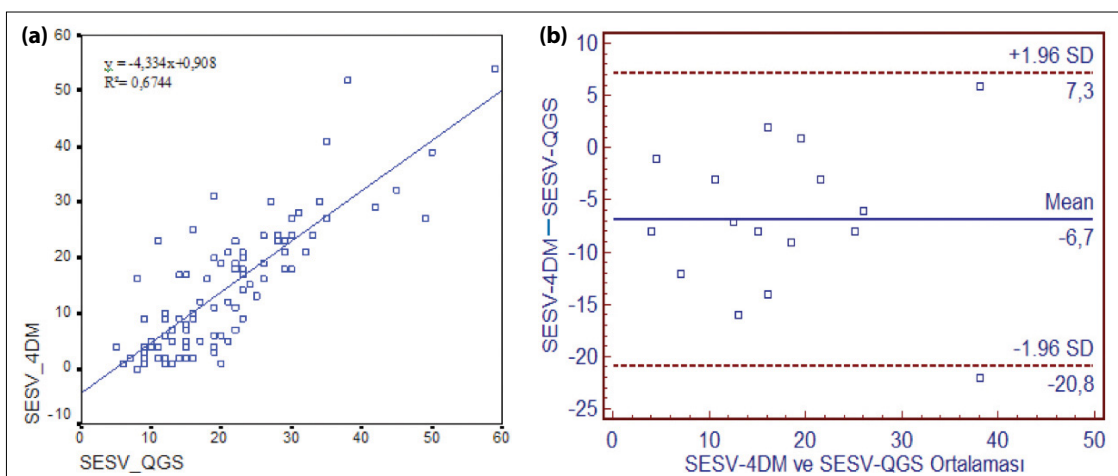 (a)
60
50
40
30
20
10
0
-10
y = -4,334x+0,908
R²= 0,6744
SESV_4DM
0 10 20 30 40 50 60
SESV_QGS
(b)
10
5
0
-5
-10
-15
-20
-25
SESV-4DM—SESV-QGS
+1.96 SD
7,3
Mean
-6,7
-1.96 SD
-20,8
0 10 20 30 40 50
SESV-4DM ve SESV-QGS Ortalaması